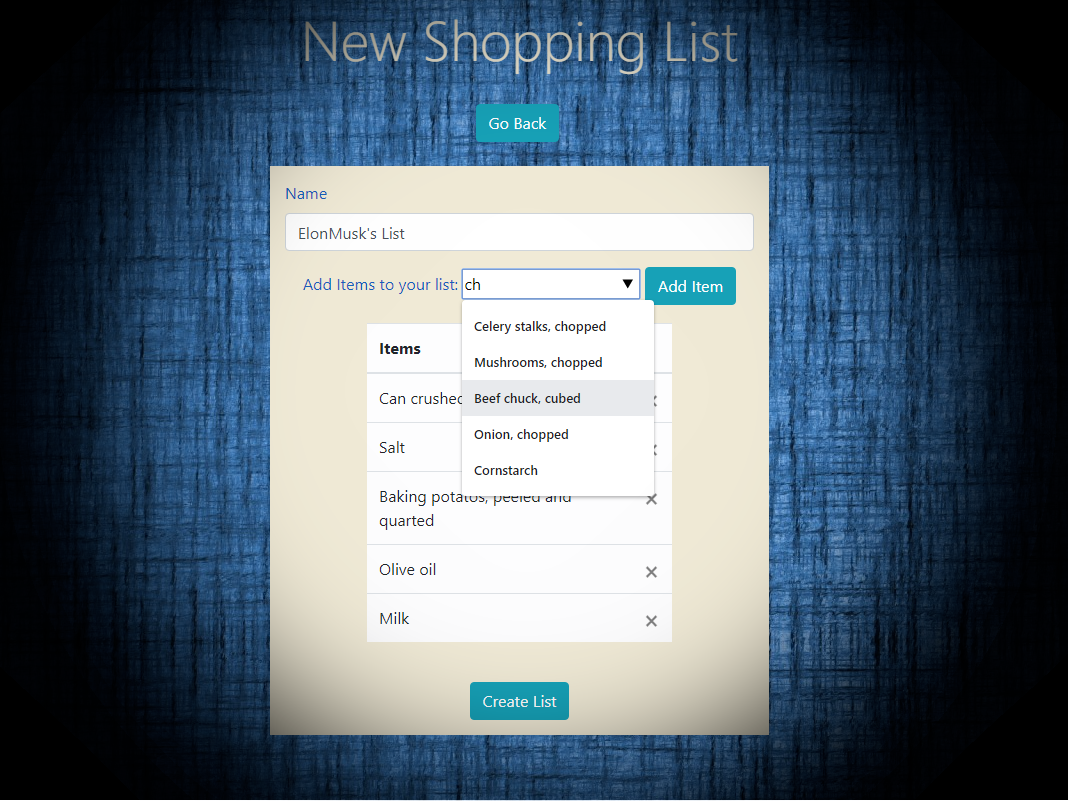 New Shopping List
Go Back
Name
ElonMusk's List
Add Items to your list: ch Add Item
Celery stalks, chopped
Items
Mushrooms, chopped
Can crushed
Beef chuck, cubed
Onion, chopped
Salt
Cornstarch
Baking potatos, peeled and
quarted
Olive oil
Milk
Create List